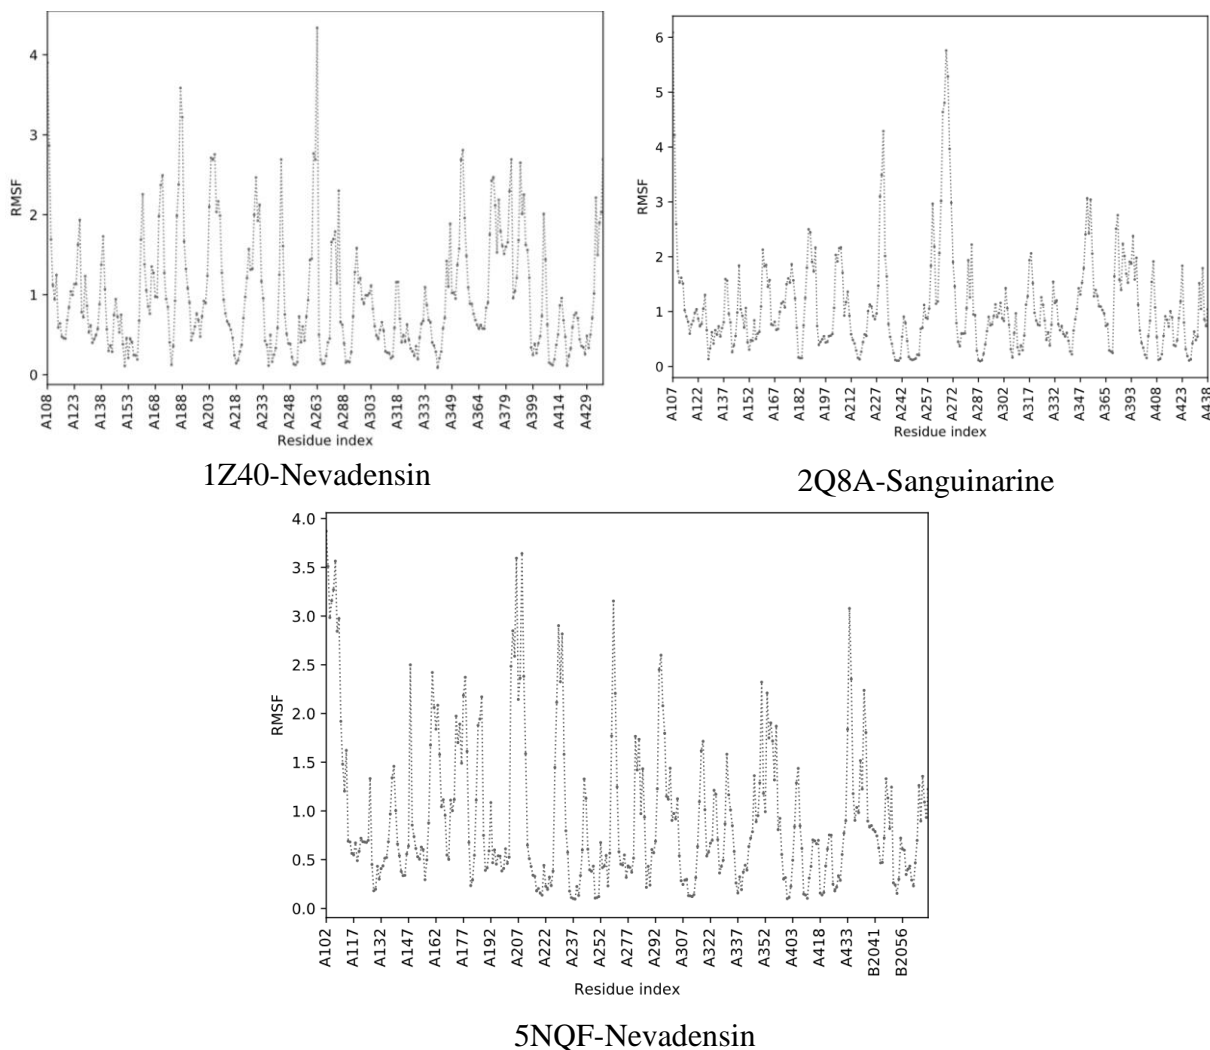 4
3
2
1
0
RMSF
A108
A123
A138
A153
A168
A188
A203
A218
A233
A248
A263
A288
A303
A318
A333
A349
A364
A379
A399
A414
A429
Residue index
1Z40-Nevadensin
6
5
4
3
2
1
0
RMSF
A107
A122
A137
A152
A167
A182
A197
A212
A227
A242
A257
A272
A287
A302
A317
A332
A347
A365
A393
A408
A423
A438
Residue index
2Q8A-Sanguinarine
4.0
3.5
3.0
2.5
2.0
1.5
1.0
0.5
0.0
RMSF
A102
A117
A132
A147
A162
A177
A192
A207
A222
A237
A252
A277
A292
A307
A322
A337
A352
A403
A418
A433
B2041
B2056
Residue index
5NQF-Nevadensin